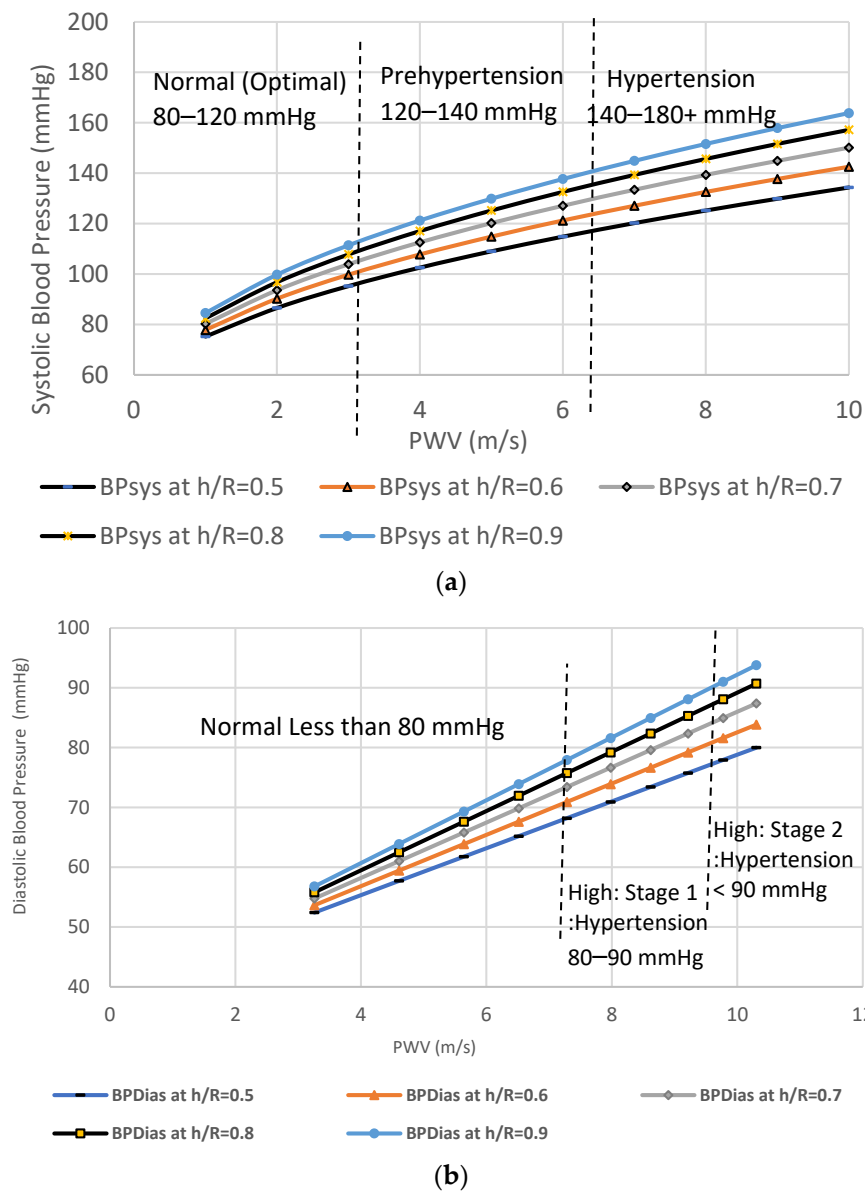 Systolic Blood Pressure (mmHg)
200
180
160
140
120
100
80
60
Normal (Optimal)
80–120 mmHg
Prehypertension
120–140 mmHg
Hypertension
140–180+ mmHg
0 2 4 6 8 10
PWV (m/s)
BPsys at h/R=0.5 BPsys at h/R=0.6 BPsys at h/R=0.7
BPsys at h/R=0.8 BPsys at h/R=0.9
(a)
Diastolic Blood Pressure (mmHg)
100
90
80
70
60
50
40
Normal Less than 80 mmHg
High: Stage 1
:Hypertension
80–90 mmHg
High: Stage 2
:Hypertension
< 90 mmHg
0 2 4 6 8 10 12
PWV (m/s)
BPDias at h/R=0.5 BPDias at h/R=0.6 BPDias at h/R=0.7
BPDias at h/R=0.8 BPDias at h/R=0.9
(b)